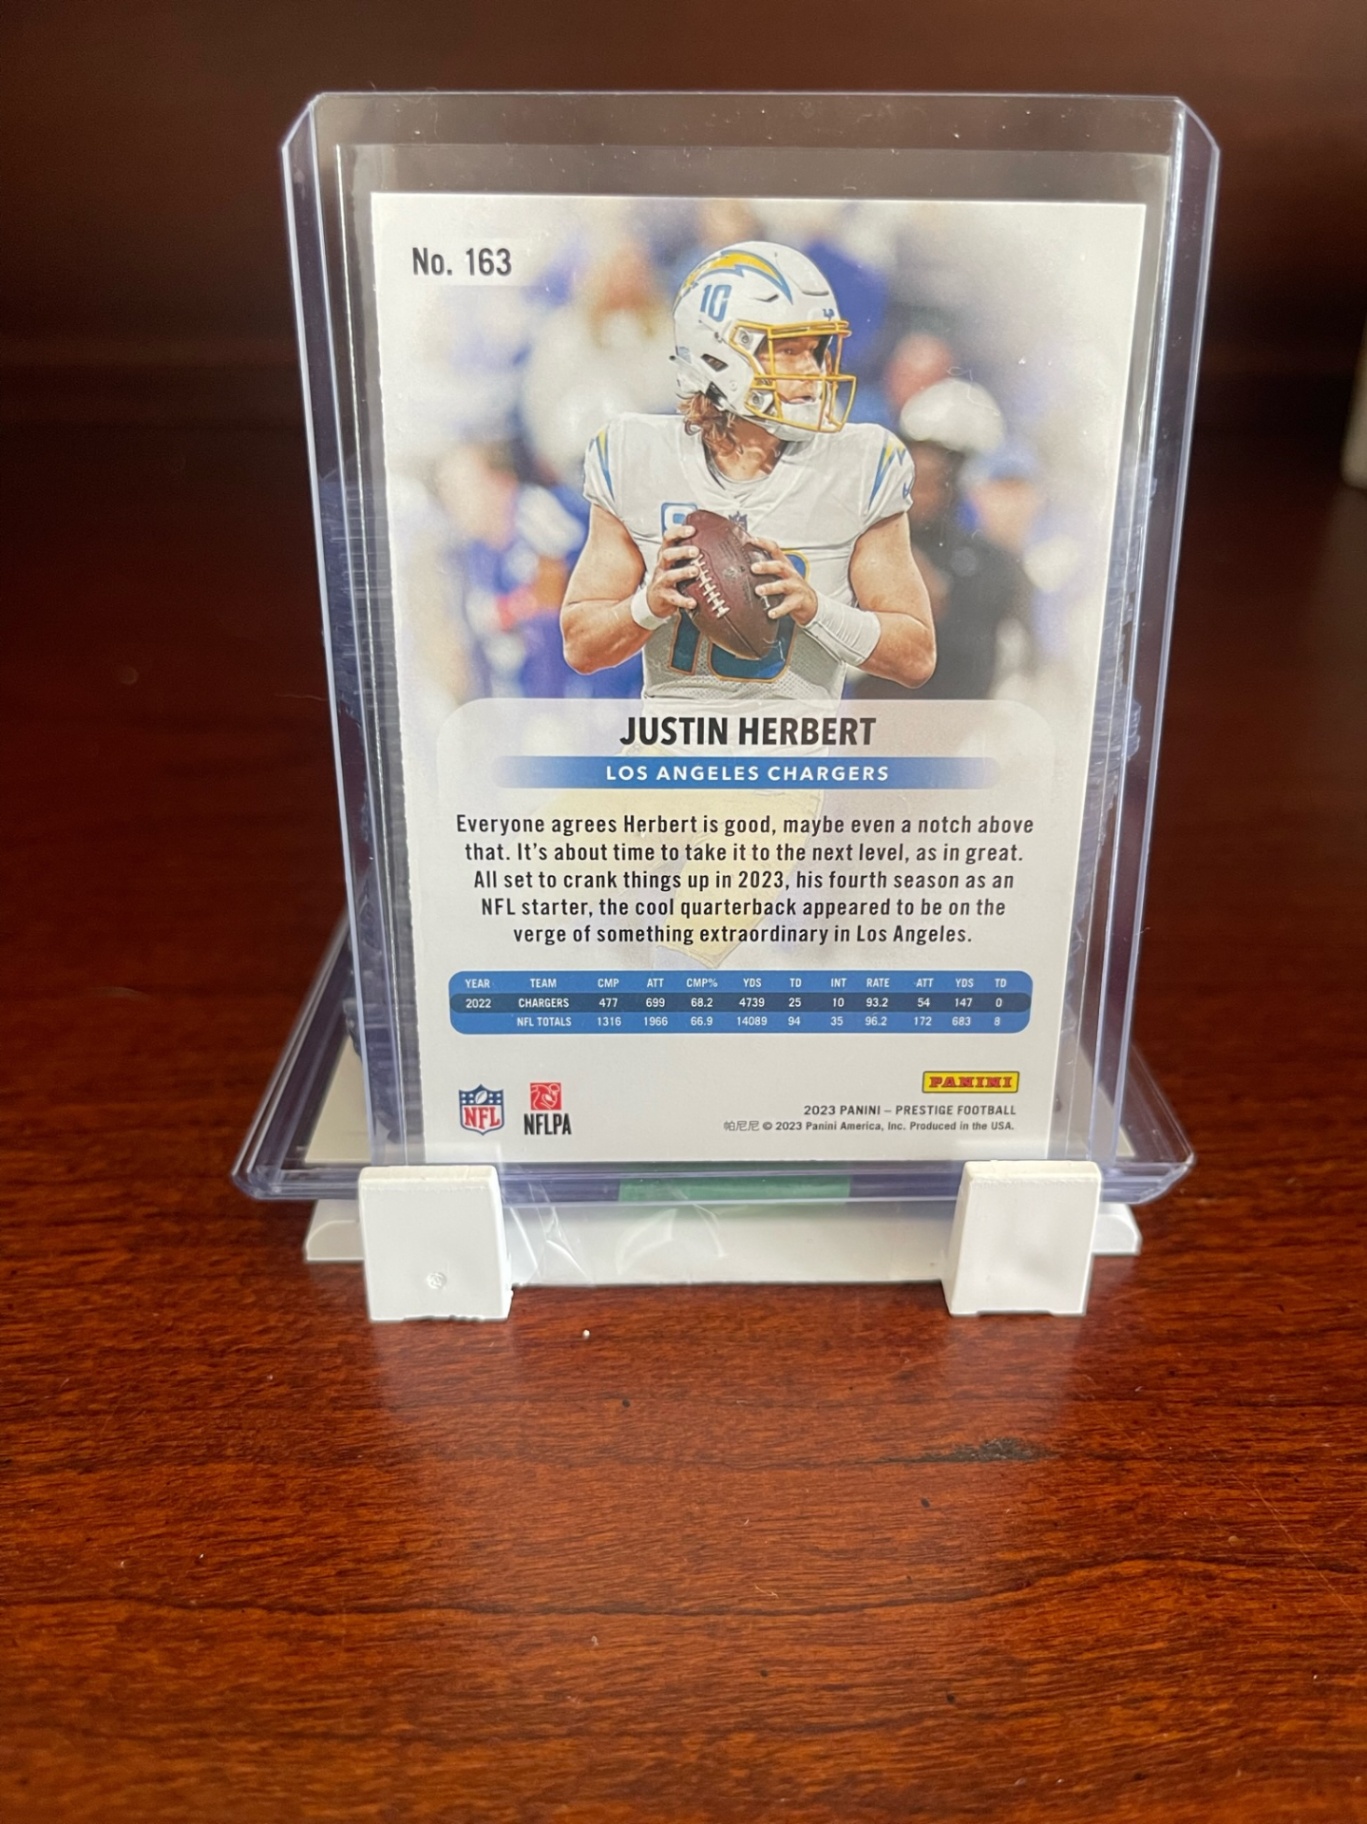 No. 163
10
10
JUSTIN HERBERT
LOS ANGELES CHARGERS
Everyone agrees Herbert is good, maybe even a notch above
that. It's about time to take it to the next level, as in great.
All set to crank things up in 2023, his fourth season as an
NFL starter, the cool quarterback appeared to be on the
verge of something extraordinary in Los Angeles.
YEAR TEAM CMP ATT CMP% YDS TD INT RATE ATT YDS TD
2022 CHARGERS 477 699 68.2 4739 25 10 93.2 54 147 0
NFL TOTALS 1316 1966 66.9 14089 94 35 96.2 172 683 8
PANINI
NFL NFLPA
2023 PANINI – PRESTIGE FOOTBALL
帕尼尼 © 2023 Panini America, Inc. Produced in the USA.